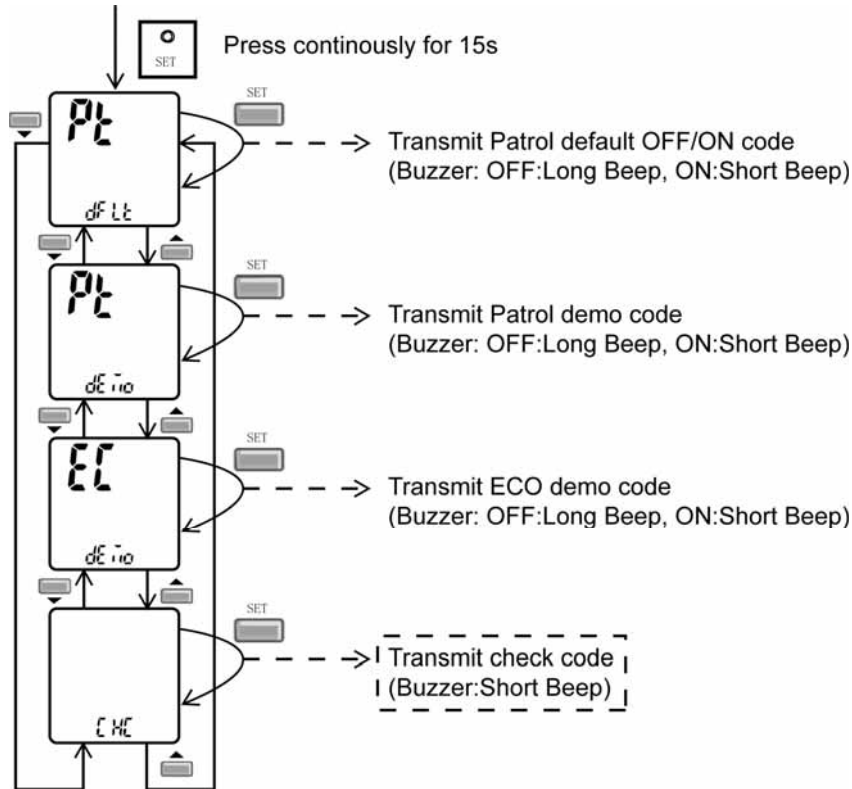 SET
Press continously for 15s
Pt
dFLt
SET
Transmit Patrol default OFF/ON code
(Buzzer: OFF:Long Beep, ON:Short Beep)
Pt
dEmo
SET
Transmit Patrol demo code
(Buzzer: OFF:Long Beep, ON:Short Beep)
EC
dEmo
SET
Transmit ECO demo code
(Buzzer: OFF:Long Beep, ON:Short Beep)
CHC
SET
Transmit check code
(Buzzer:Short Beep)